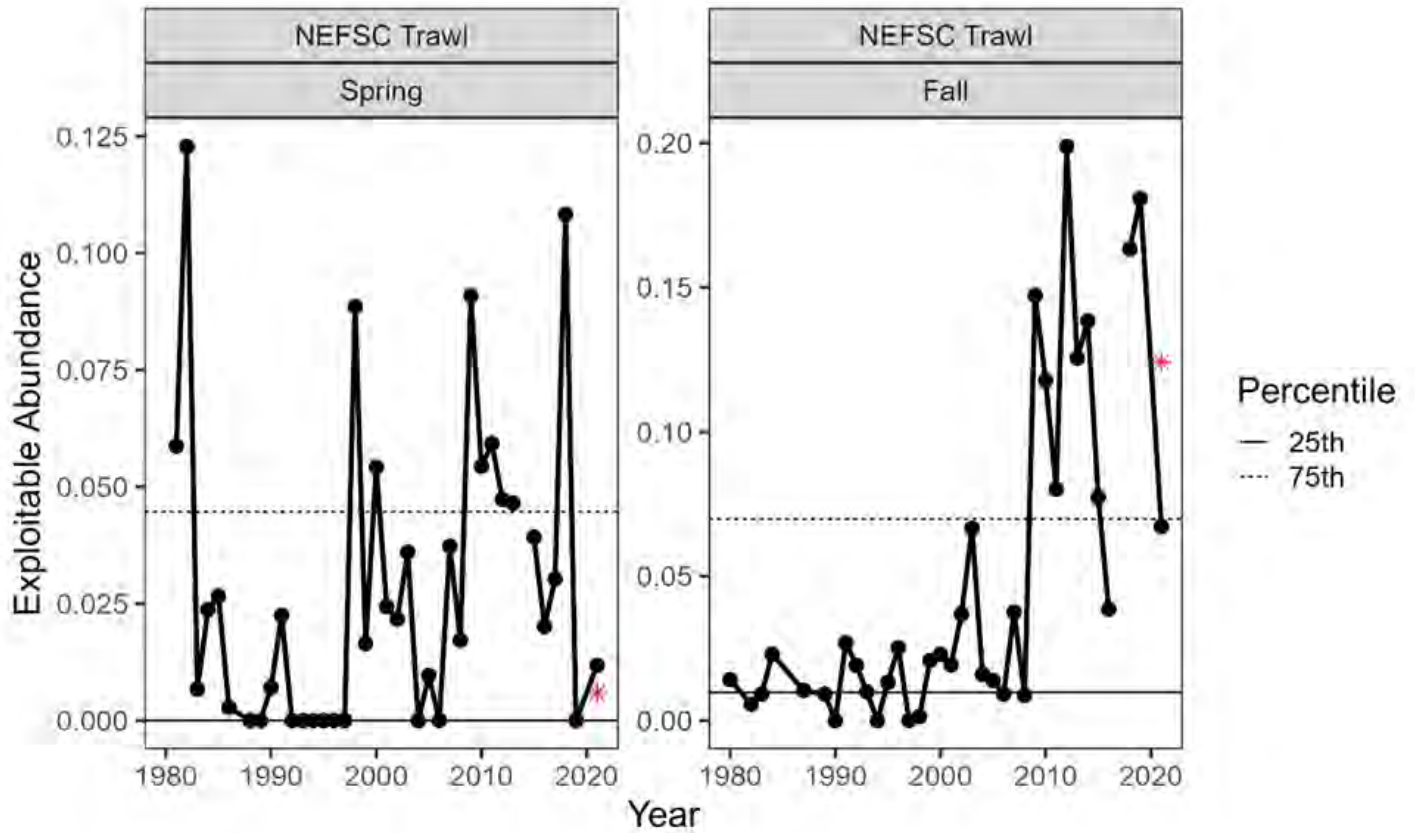 NEFSC Trawl
Spring
NEFSC Trawl
Fall
Exploitable Abundance
0.125
0.100
0.075
0.050
0.025
0.000
0.20
0.15
0.10
0.05
0.00
1980 1990 2000 2010 2020
1980 1990 2000 2010 2020
Year
Percentile
25th
75th